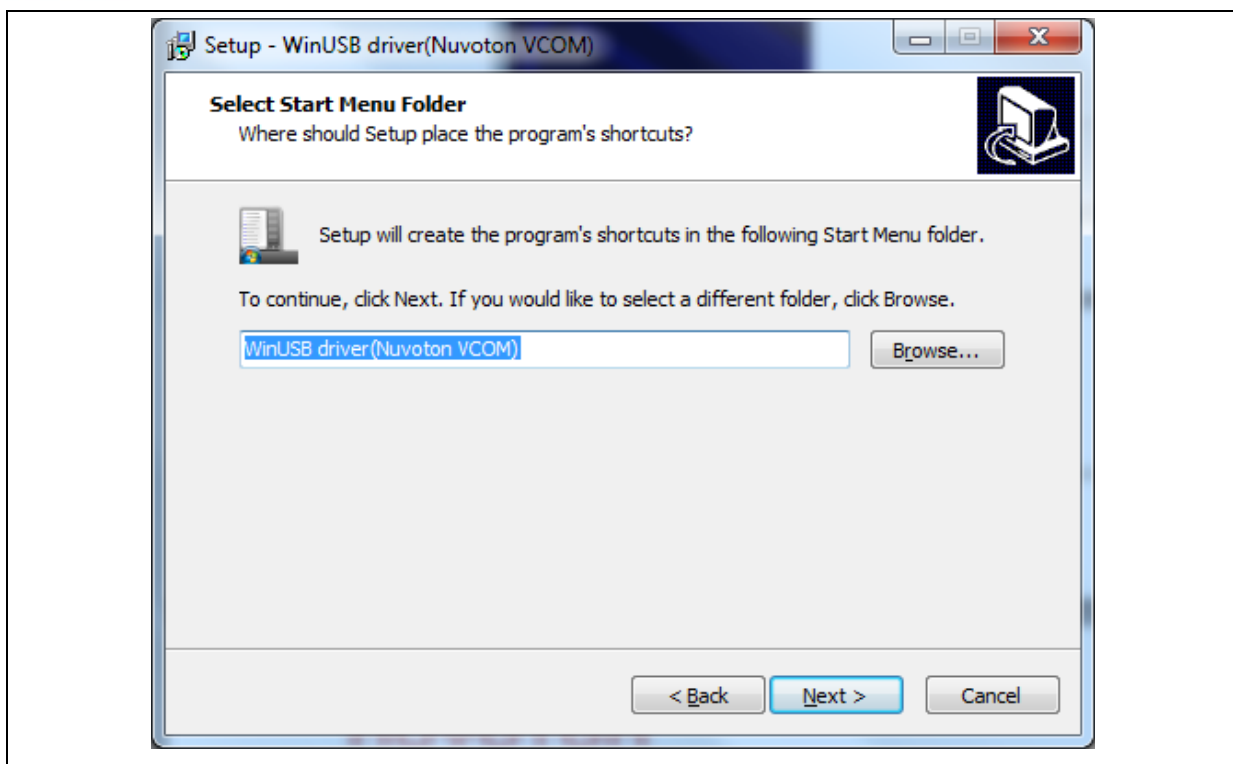 Setup - WinUSB driver(Nuvoton VCOM)
Select Start Menu Folder
Where should Setup place the program's shortcuts?
Setup will create the program's shortcuts in the following Start Menu folder.
To continue, click Next. If you would like to select a different folder, click Browse.
WinUSB driver(Nuvoton VCOM)
Browse...
< Back
Next >
Cancel